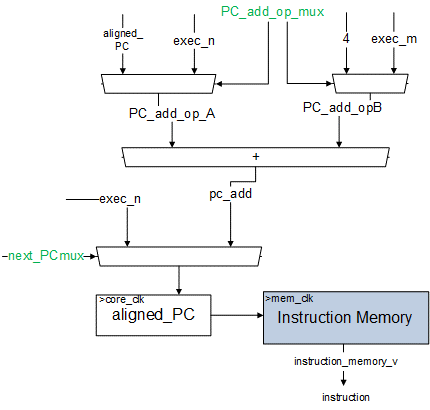 PC_add_op_mux
aligned_
PC
exec_n
4
exec_m
PC_add_op_A
PC_add_opB
+
exec_n
pc_add
next_PCmux
>core_clk
aligned_PC
>mem_clk
Instruction Memory
instruction_memory_v
instruction